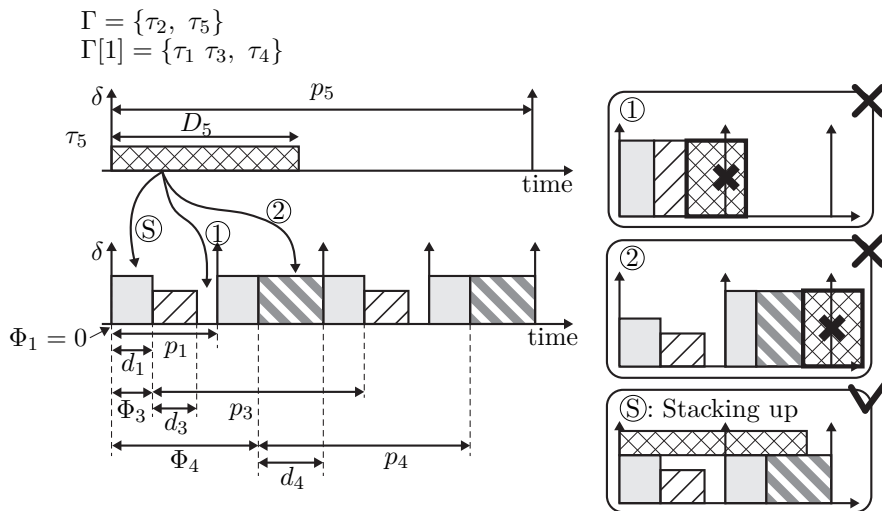 Γ = {τ₂, τ₅}
Γ[1] = {τ₁ τ₃, τ₄}
δ
p₅
D₅
τ₅
time
Ⓢ
①
②
δ
time
Φ₁ = 0
p₁
d₁
Φ₃
d₃
p₃
Φ₄
d₄
p₄
①
②
Ⓢ: Stacking up